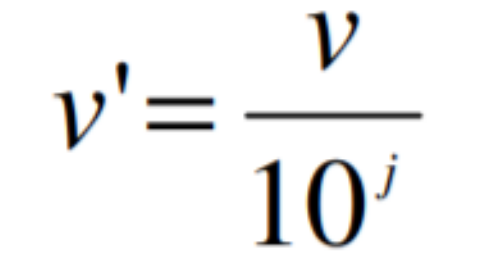 v' = v / 10^j